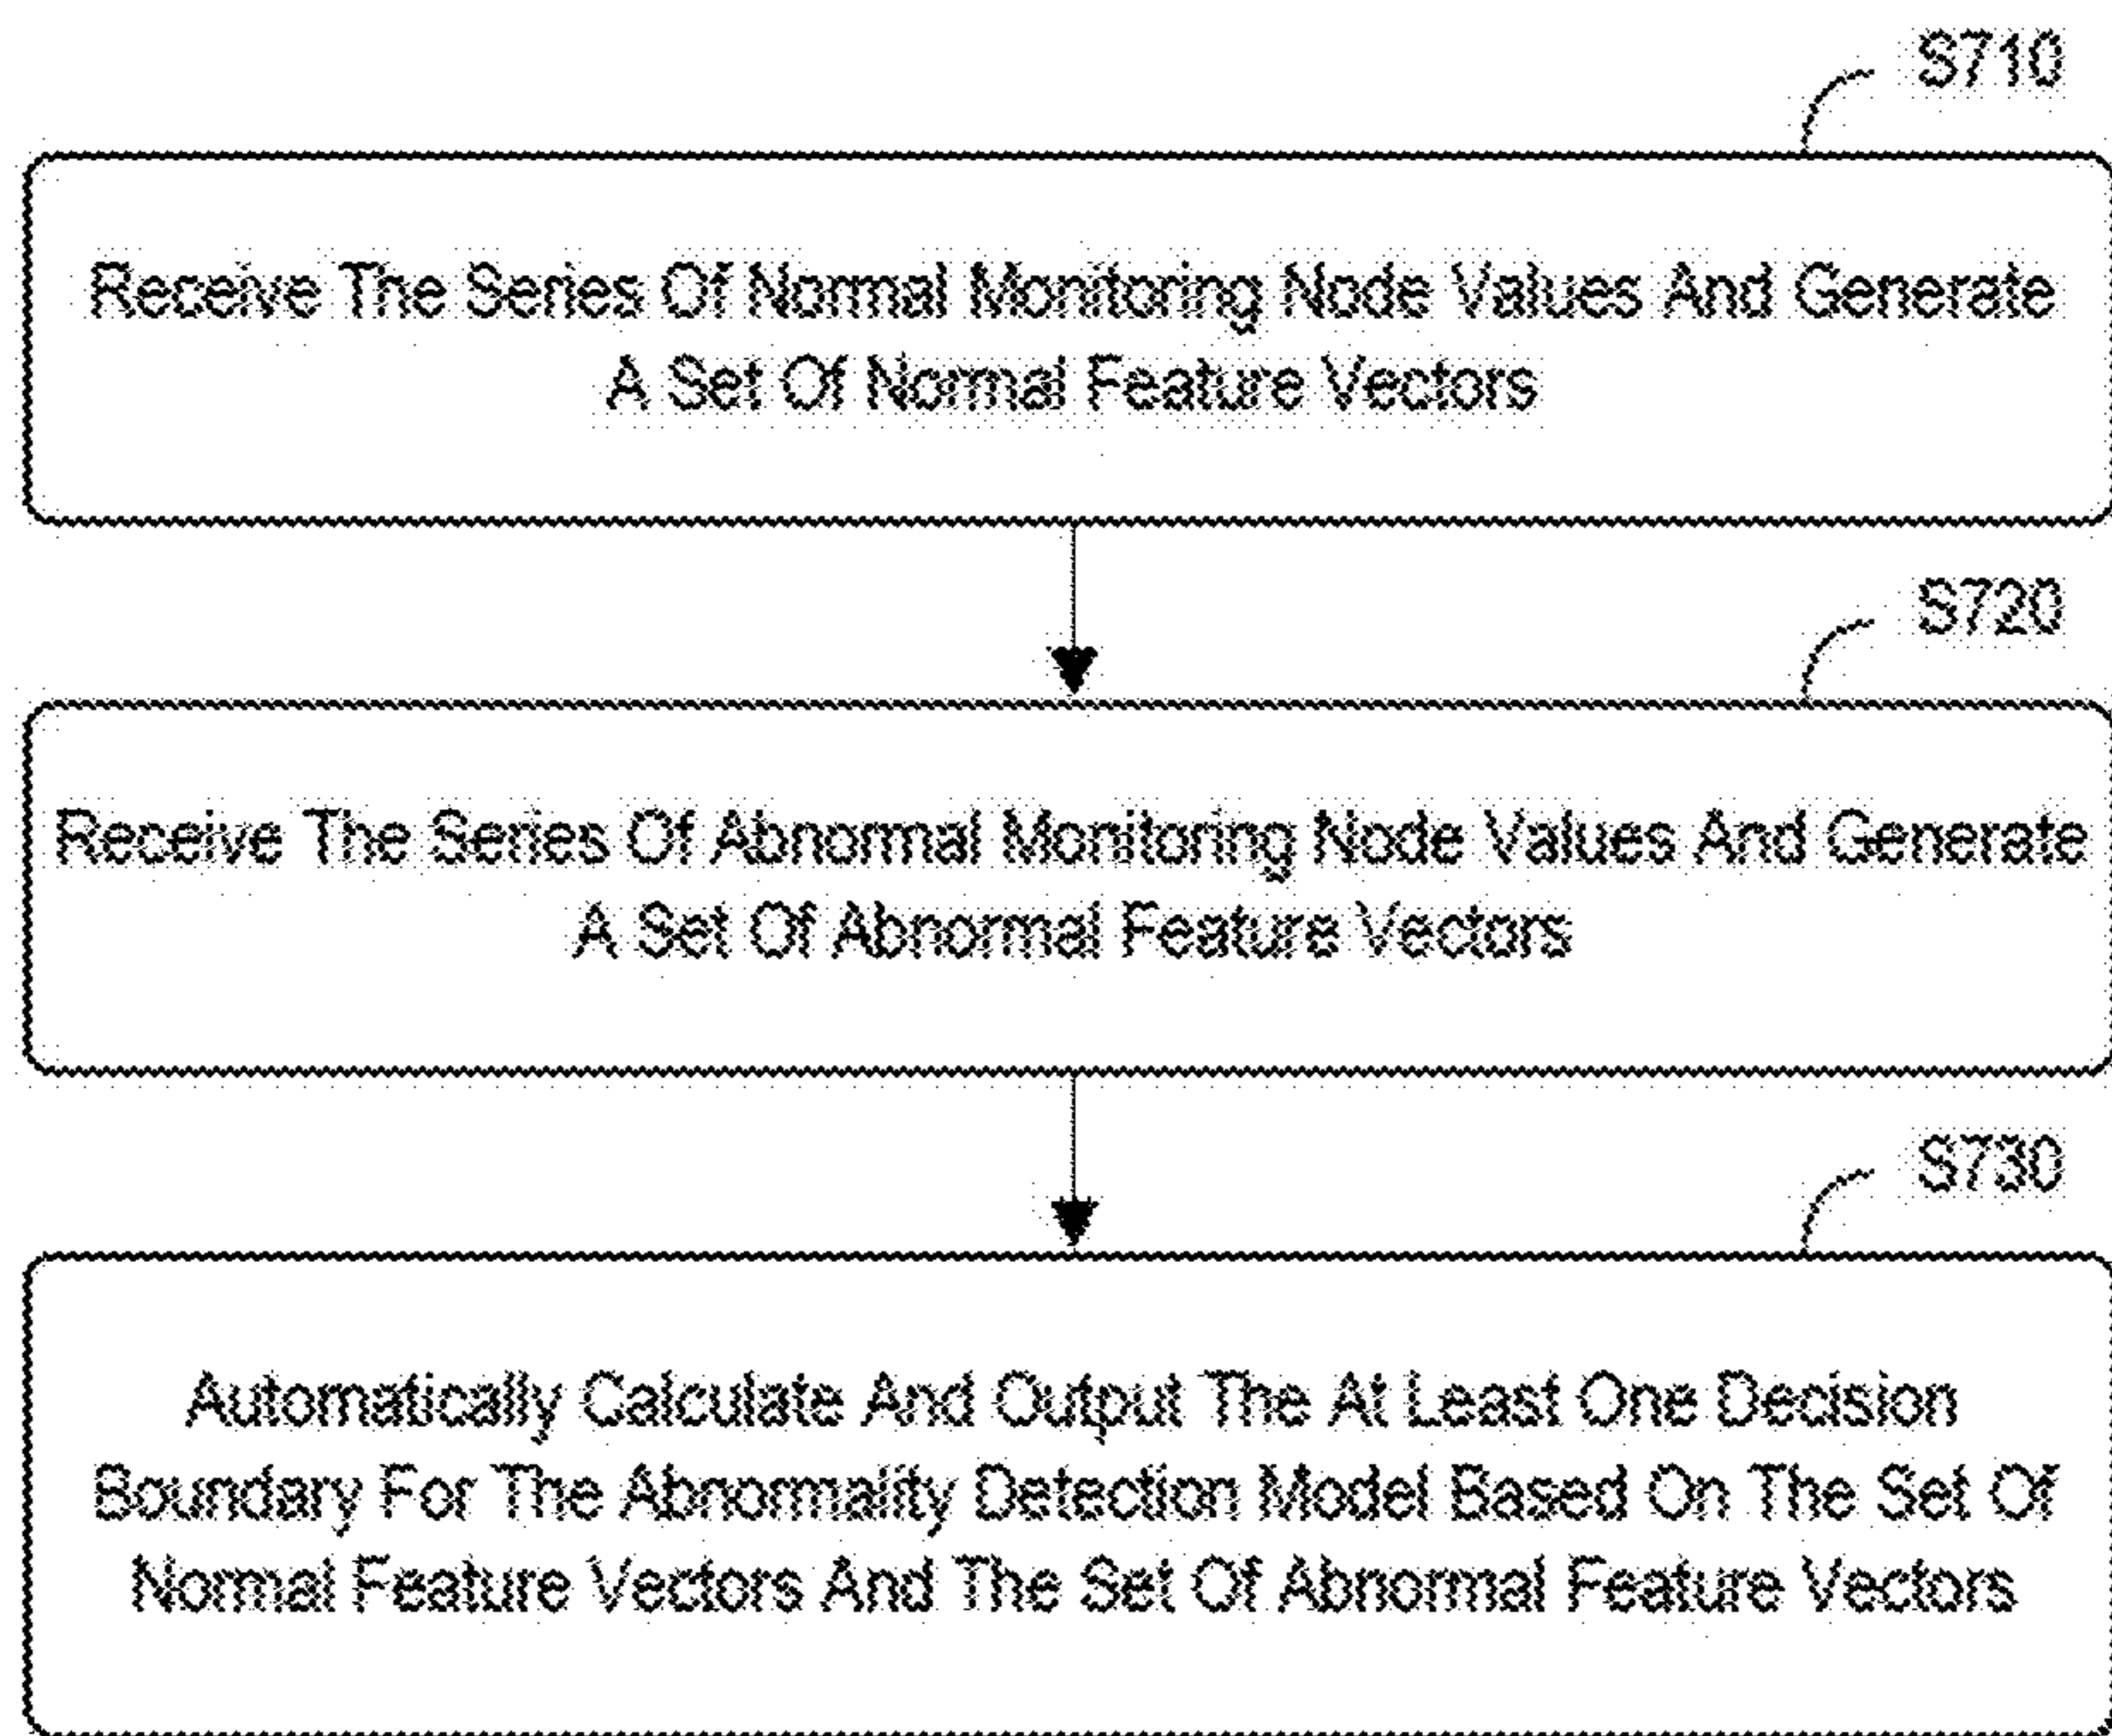 S710
Receive The Series Of Normal Monitoring Node Values And Generate
A Set Of Normal Feature Vectors
S720
Receive The Series Of Abnormal Monitoring Node Values And Generate
A Set Of Abnormal Feature Vectors
S730
Automatically Calculate And Output The At Least One Decision
Boundary For The Abnormality Detection Model Based On The Set Of
Normal Feature Vectors And The Set Of Abnormal Feature Vectors